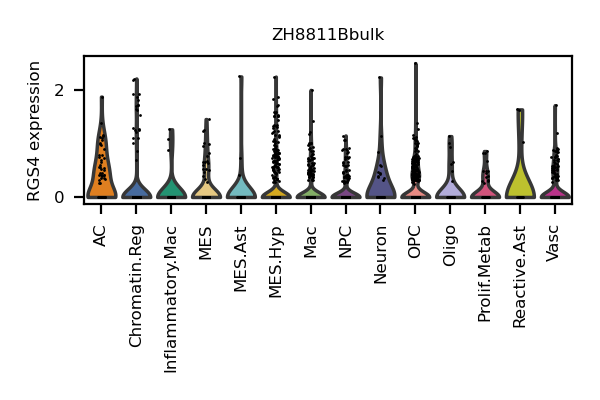 ZH8811Bbulk
RGS4 expression
2
0
AC
Chromatin.Reg
Inflammatory.Mac
MES
MES.Ast
MES.Hyp
Mac
NPC
Neuron
OPC
Oligo
Prolif.Metab
Reactive.Ast
Vasc